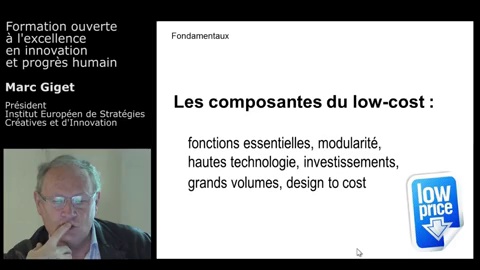 Formation ouverte
à l'excellence
en innovation
et progrès humain
Marc Giget
Président
Institut Européen de Stratégies
Créatives et d'Innovation
Fondamentaux
Les composantes du low-cost :
fonctions essentielles, modularité,
hautes technologie, investissements,
grands volumes, design to cost
low
price